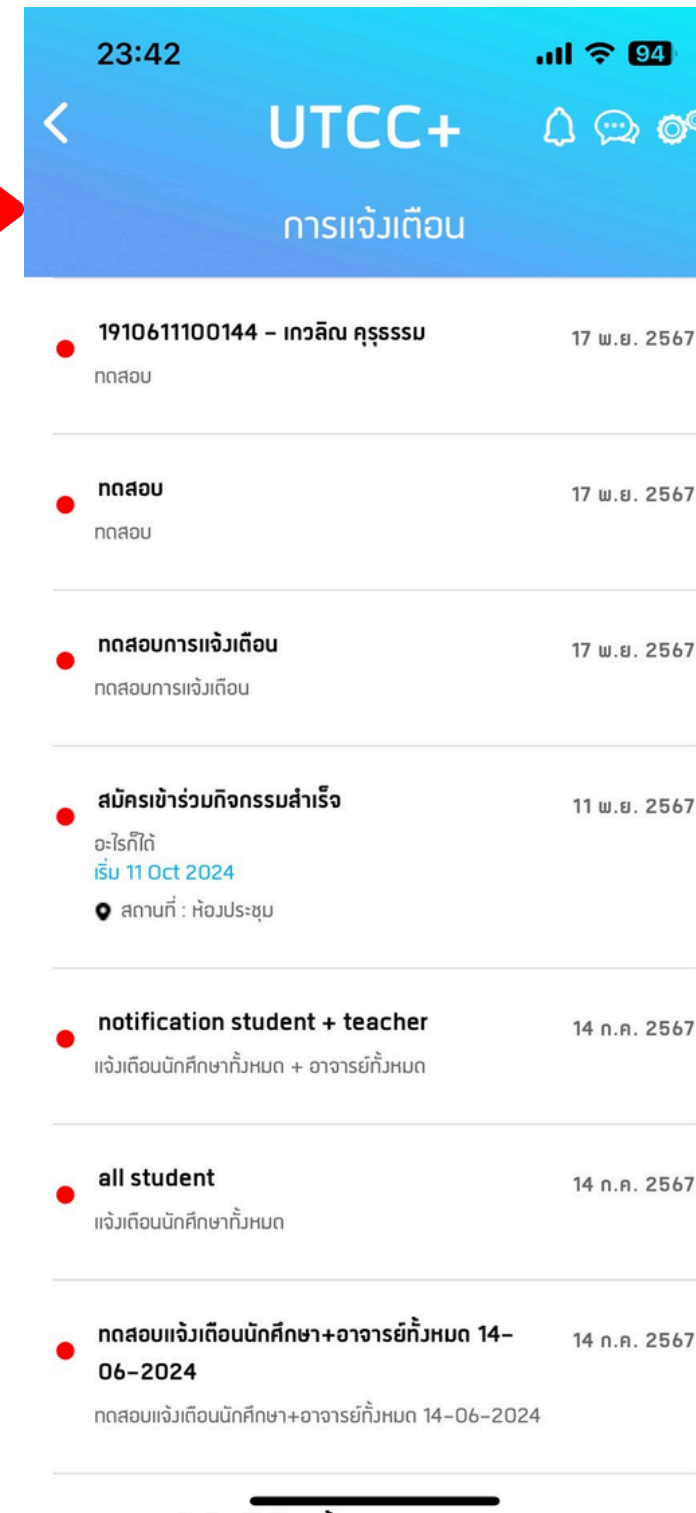 23:42
94
UTCC+
การแจ้งเตือน
1910611100144 – เกวลิณ คุรุธรรม
17 พ.ย. 2567
ทดสอบ
ทดสอบ
17 พ.ย. 2567
ทดสอบ
ทดสอบการแจ้งเตือน
17 พ.ย. 2567
ทดสอบการแจ้งเตือน
สมัครเข้าร่วมกิจกรรมสำเร็จ
11 พ.ย. 2567
อะไรก็ได้
เริ่ม 11 Oct 2024
สถานที่ : ห้องประชุม
notification student + teacher
14 ก.ค. 2567
แจ้งเตือนนักศึกษาทั้งหมด + อาจารย์ทั้งหมด
all student
14 ก.ค. 2567
แจ้งเตือนนักศึกษาทั้งหมด
ทดสอบแจ้งเตือนนักศึกษา+อาจารย์ทั้งหมด 14–
14 ก.ค. 2567
06–2024
ทดสอบแจ้งเตือนนักศึกษา+อาจารย์ทั้งหมด 14–06–2024